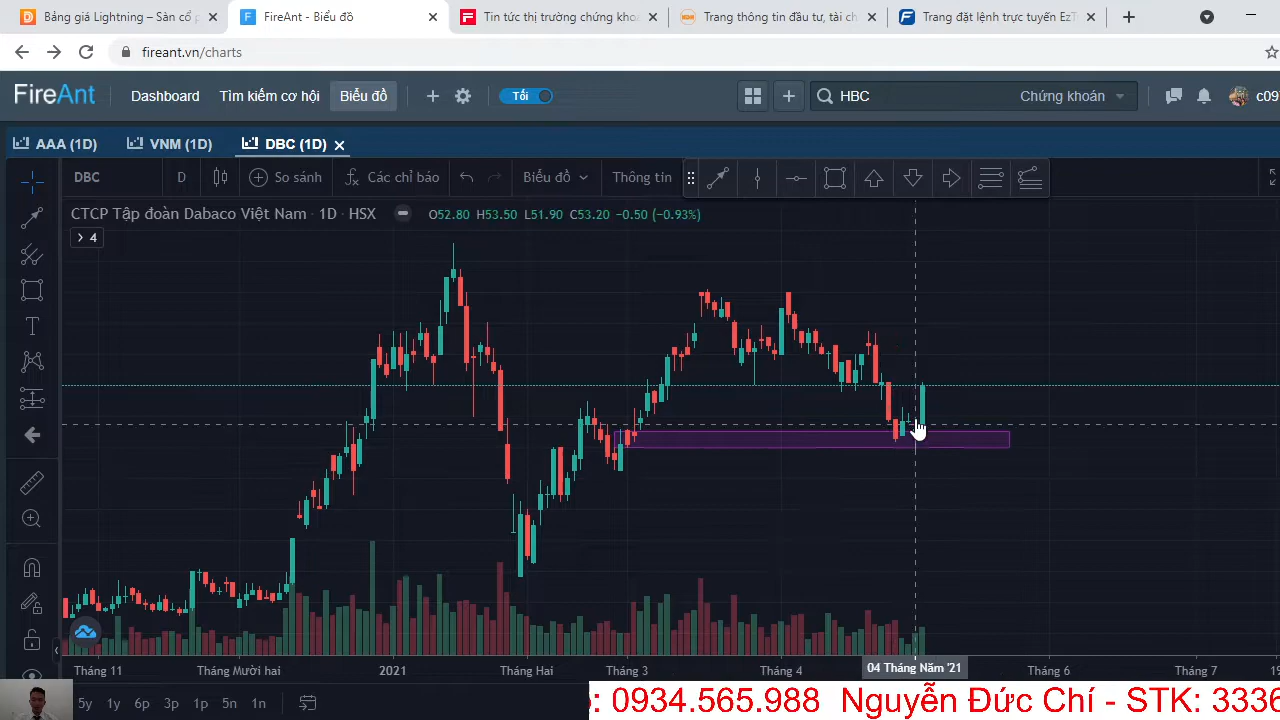 Bảng giá Lightning – Sàn cổ p
FireAnt - Biểu đồ
Tin tức thị trường chứng kho
Trang thông tin đầu tư, tài ch
Trang đặt lệnh trực tuyến EzT
fireant.vn/charts
FireAnt
Dashboard
Tìm kiếm cơ hội
Biểu đồ
Tối
HBC
Chứng khoán
c09
AAA (1D)
VNM (1D)
DBC (1D)
DBC
D
So sánh
Các chỉ báo
Biểu đồ
Thông tin
CTCP Tập đoàn Dabaco Việt Nam · 1D · HSX
O52.80 H53.50 L51.90 C53.20 −0.50 (−0.93%)
4
Tháng 11
Tháng Mười hai
2021
Tháng Hai
Tháng 3
Tháng 4
04 Tháng Năm '21
Tháng 6
Tháng 7
5y 1y 6p 3p 1p 5n 1n
: 0934.565.988 Nguyễn Đức Chí - STK: 3336